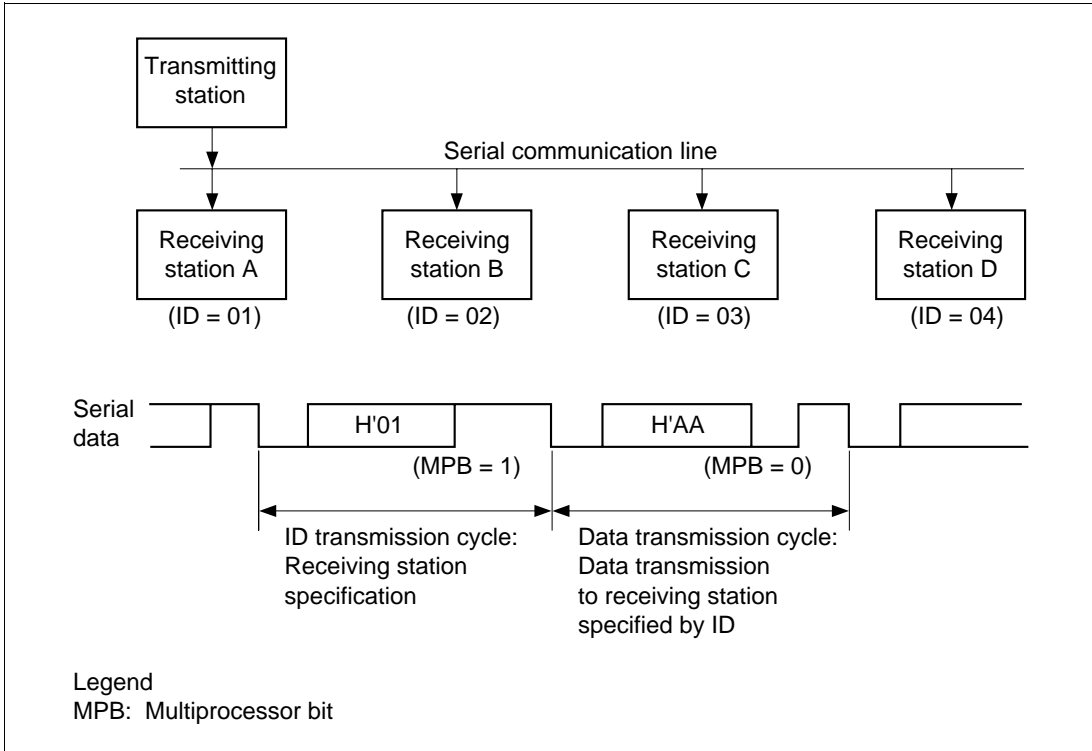 Transmitting
station
Serial communication line
Receiving
station A
(ID = 01)
Receiving
station B
(ID = 02)
Receiving
station C
(ID = 03)
Receiving
station D
(ID = 04)
Serial
data
H'01
(MPB = 1)
H'AA
(MPB = 0)
ID transmission cycle:
Receiving station
specification
Data transmission cycle:
Data transmission
to receiving station
specified by ID
Legend
MPB: Multiprocessor bit